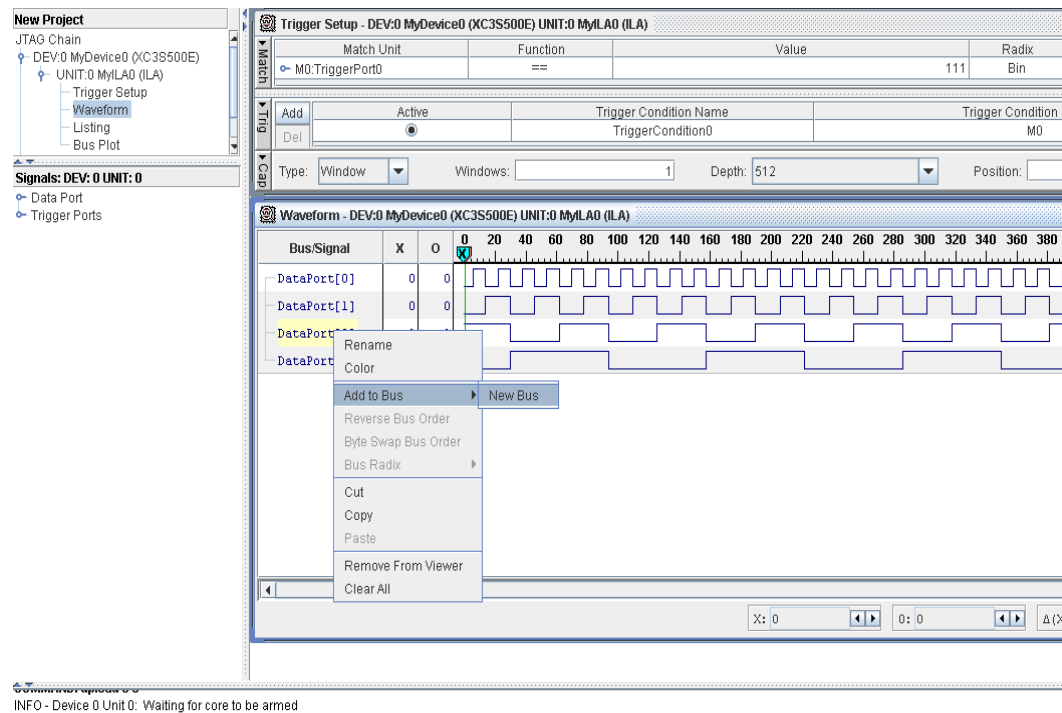 New Project
JTAG Chain
DEV:0 MyDevice0 (XC3S500E)
UNIT:0 MyILA0 (ILA)
Trigger Setup
Waveform
Listing
Bus Plot
Signals: DEV: 0 UNIT: 0
Data Port
Trigger Ports
Trigger Setup - DEV:0 MyDevice0 (XC3S500E) UNIT:0 MyILA0 (ILA)
Match
Match Unit Function Value Radix
M0:TriggerPort0 == 111 Bin
Trig
Add Active Trigger Condition Name Trigger Condition
Del TriggerCondition0 M0
Cap
Type: Window Windows: 1 Depth: 512 Position:
Waveform - DEV:0 MyDevice0 (XC3S500E) UNIT:0 MyILA0 (ILA)
Bus/Signal X O 0 20 40 60 80 100 120 140 160 180 200 220 240 260 280 300 320 340 360 380
X
DataPort[0] 0 0
DataPort[1] 0 0
DataPort
DataPort
Rename
Color
Add to Bus New Bus
Reverse Bus Order
Byte Swap Bus Order
Bus Radix
Cut
Copy
Paste
Remove From Viewer
Clear All
X: 0 O: 0 Δ(X
INFO - Device 0 Unit 0: Waiting for core to be armed